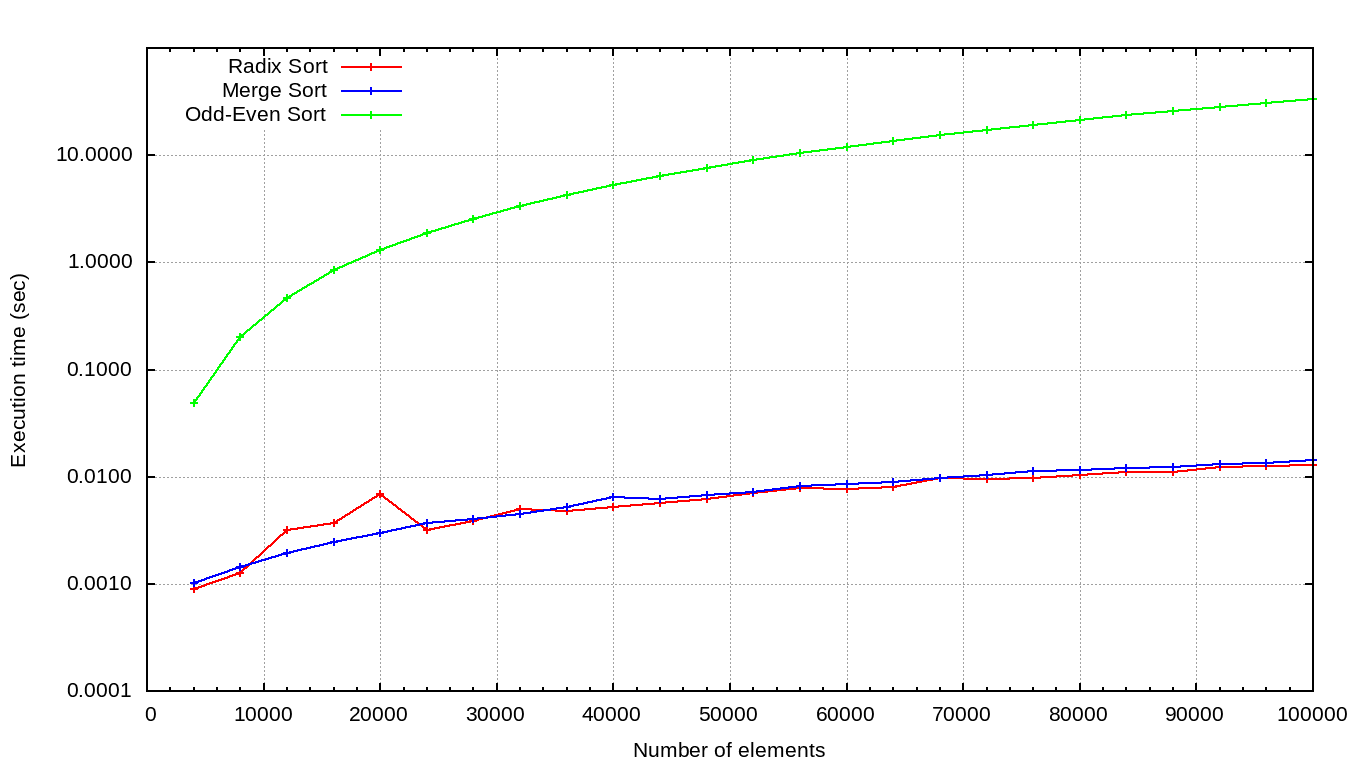 Radix Sort
Merge Sort
Odd-Even Sort
10.0000
1.0000
0.1000
0.0100
0.0010
0.0001
Execution time (sec)
0 10000 20000 30000 40000 50000 60000 70000 80000 90000 100000
Number of elements